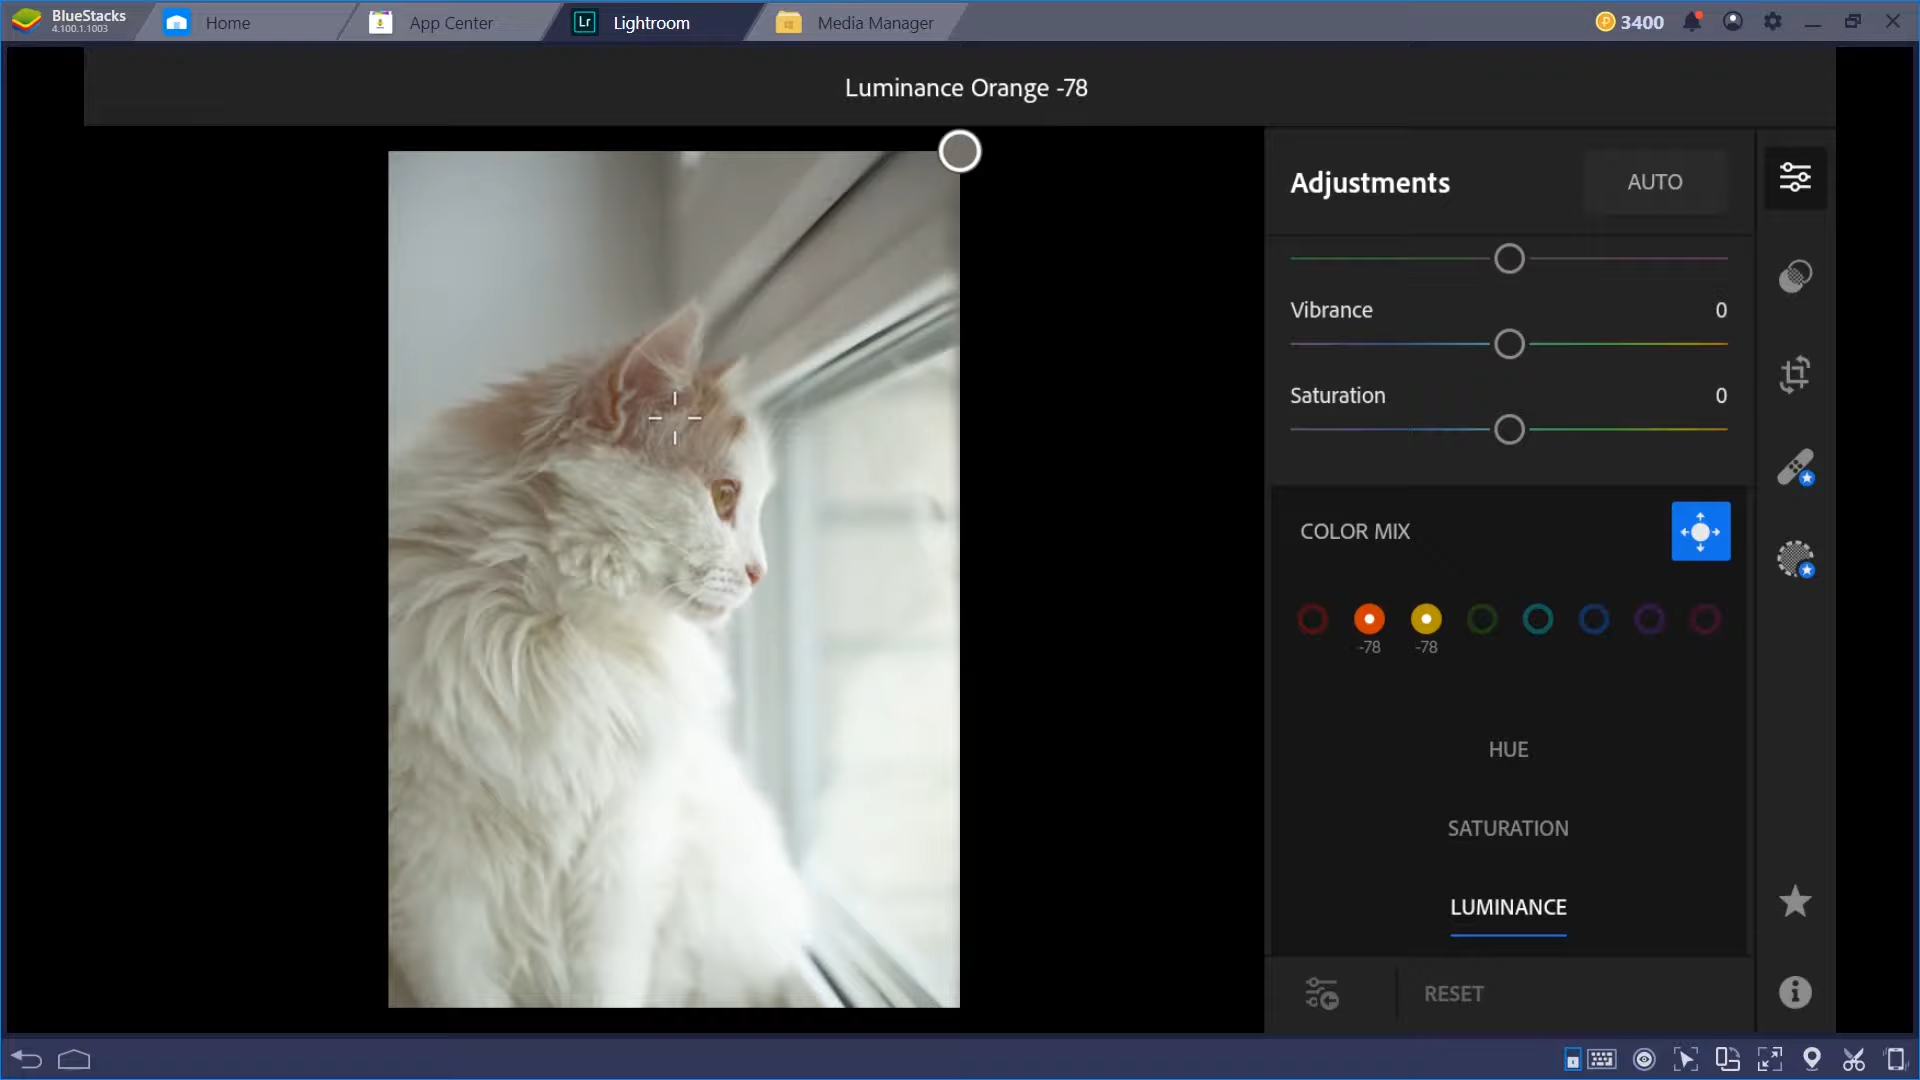 BlueStacks
4.100.1.1003
Home
App Center
Lr Lightroom
Media Manager
3400
Luminance Orange -78
Adjustments
AUTO
Vibrance 0
Saturation 0
COLOR MIX
-78 -78
HUE
SATURATION
LUMINANCE
RESET